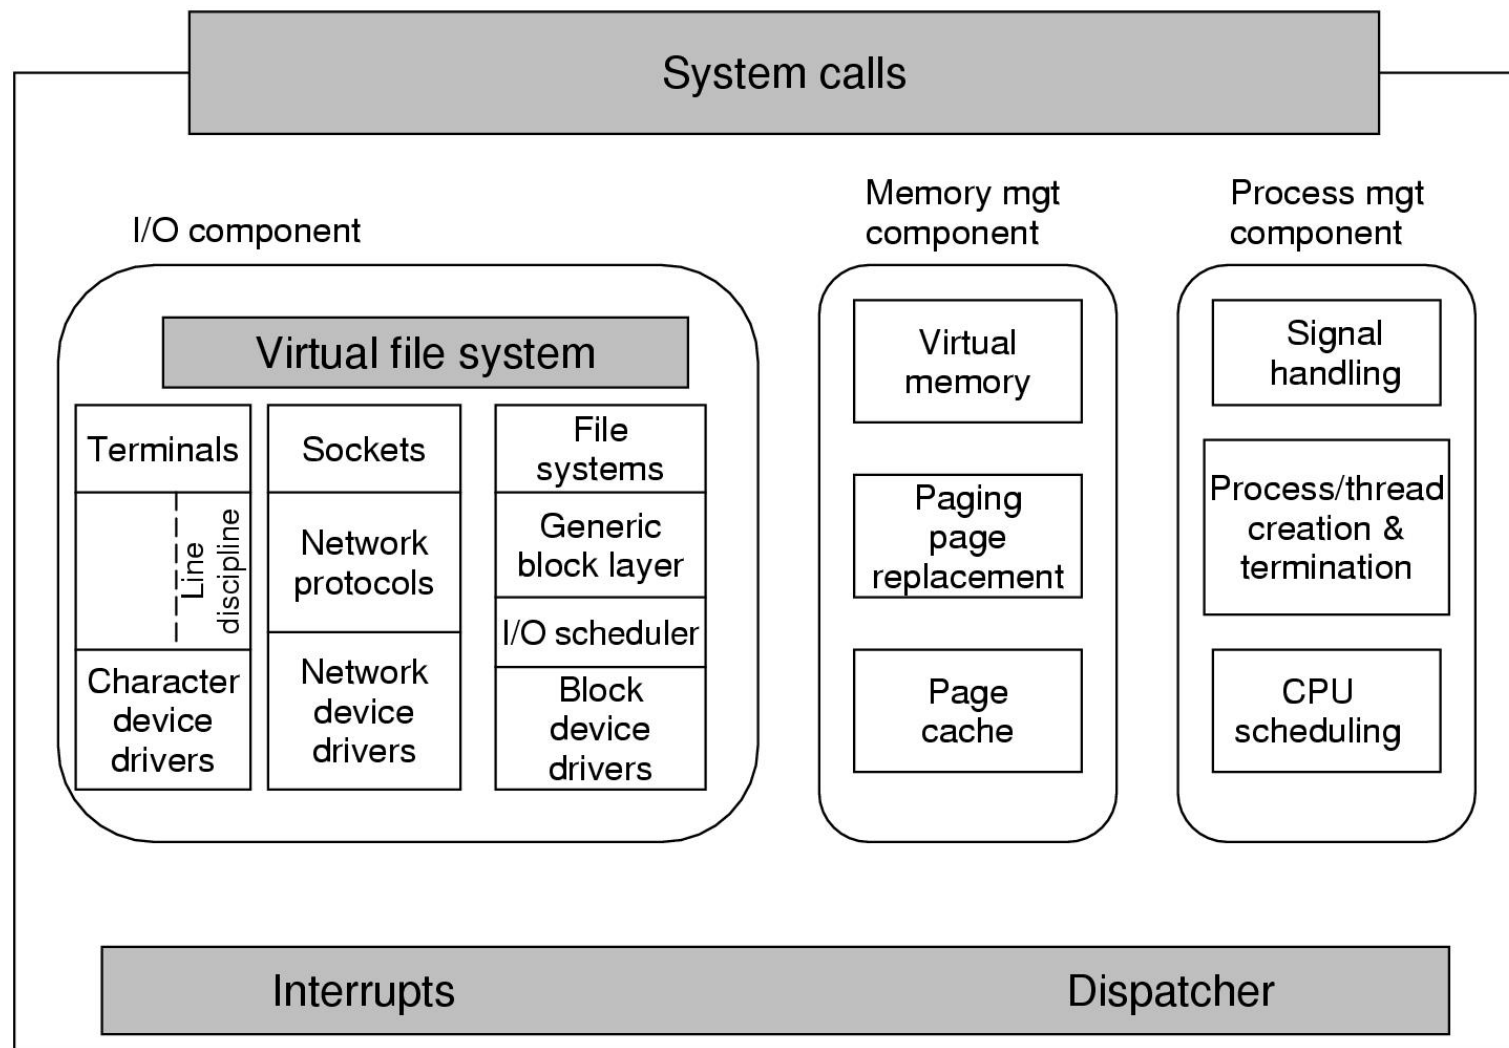 System calls
I/O component
Virtual file system
Terminals
Line
discipline
Character
device
drivers
Sockets
Network
protocols
Network
device
drivers
File
systems
Generic
block layer
I/O scheduler
Block
device
drivers
Memory mgt
component
Virtual
memory
Paging
page
replacement
Page
cache
Process mgt
component
Signal
handling
Process/thread
creation &
termination
CPU
scheduling
Interrupts
Dispatcher